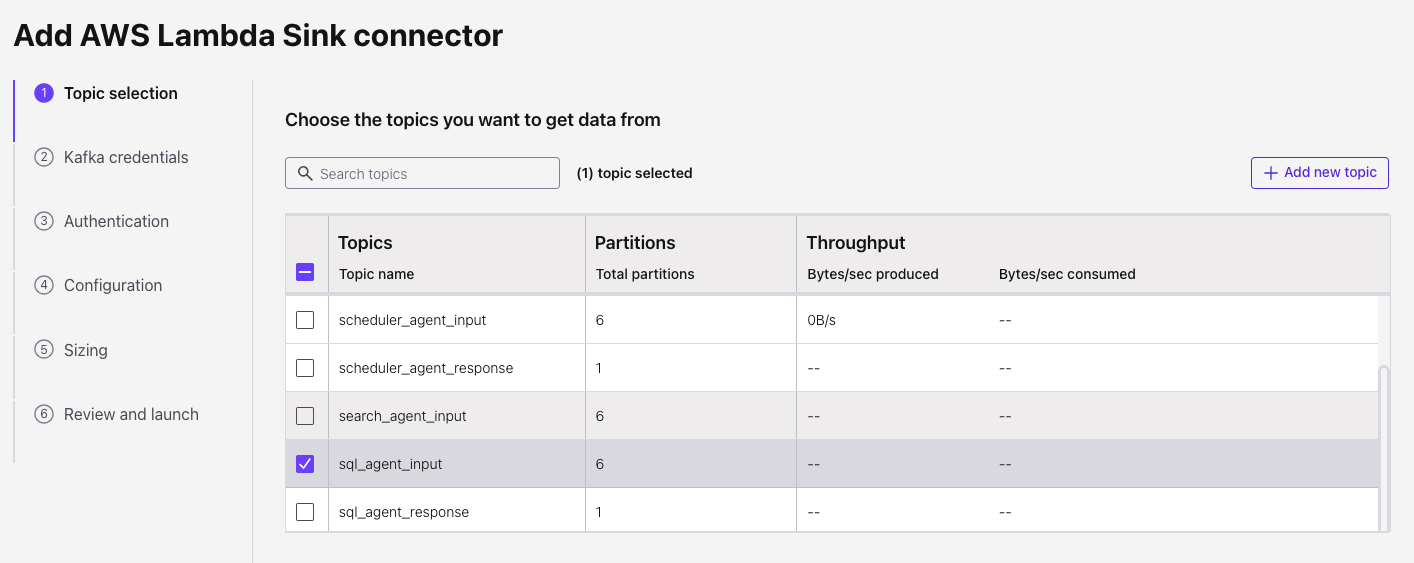 Add AWS Lambda Sink connector
1 Topic selection
2 Kafka credentials
3 Authentication
4 Configuration
5 Sizing
6 Review and launch
Choose the topics you want to get data from
Search topics (1) topic selected + Add new topic
Topics Partitions Throughput
Topic name Total partitions Bytes/sec produced Bytes/sec consumed
scheduler_agent_input 6 0B/s --
scheduler_agent_response 1 -- --
search_agent_input 6 -- --
sql_agent_input 6 -- --
sql_agent_response 1 -- --